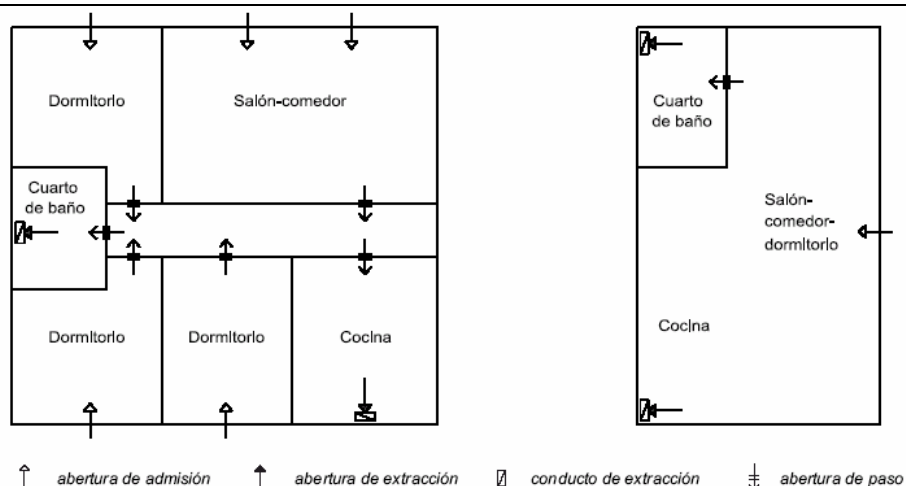 Dormitorio
Salón-comedor
Cuarto
de baño
Dormitorio
Dormitorio
Cocina
Cuarto
de baño
Salón-
comedor-
dormitorio
Cocina
abertura de admisión
abertura de extracción
conducto de extracción
abertura de paso